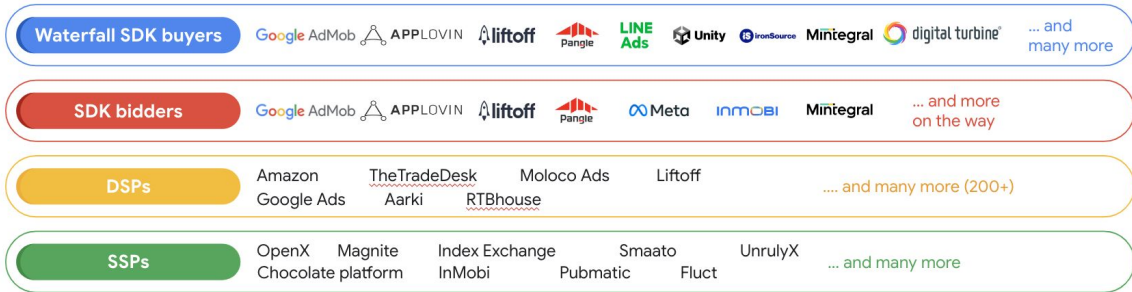 Waterfall SDK buyers Google AdMob APPLOVIN liftoff Pangle LINE Ads Unity iS ironSource Mintegral digital turbine ... and many more
SDK bidders Google AdMob APPLOVIN liftoff Pangle Meta INMOBI Mintegral ... and more on the way
DSPs
Amazon TheTradeDesk Moloco Ads Liftoff
Google Ads Aarki RTBhouse
.... and many more (200+)
SSPs
OpenX Magnite Index Exchange Smaato UnrulyX
Chocolate platform InMobi Pubmatic Fluct
... and many more